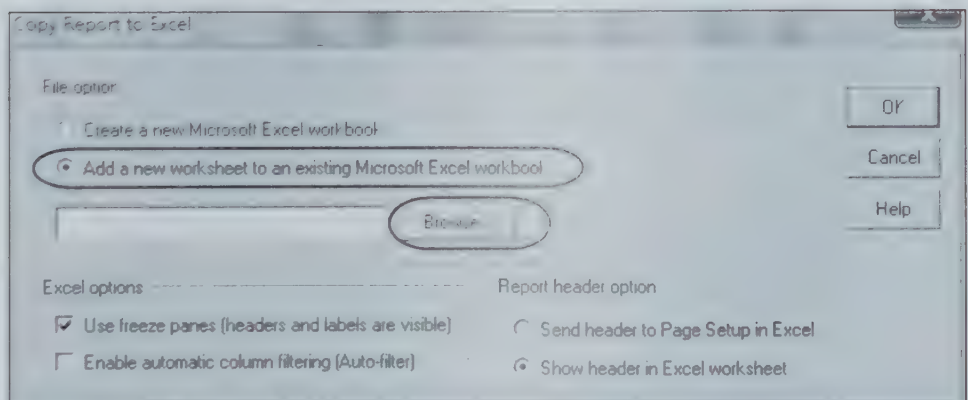 Copy Report to Excel
X
File option
Create a new Microsoft Excel workbook
Add a new worksheet to an existing Microsoft Excel workbook
Browse
Excel options
Use freeze panes (headers and labels are visible)
Enable automatic column filtering (Auto-filter)
Report header option
Send header to Page Setup in Excel
Show header in Excel worksheet
OK
Cancel
Help